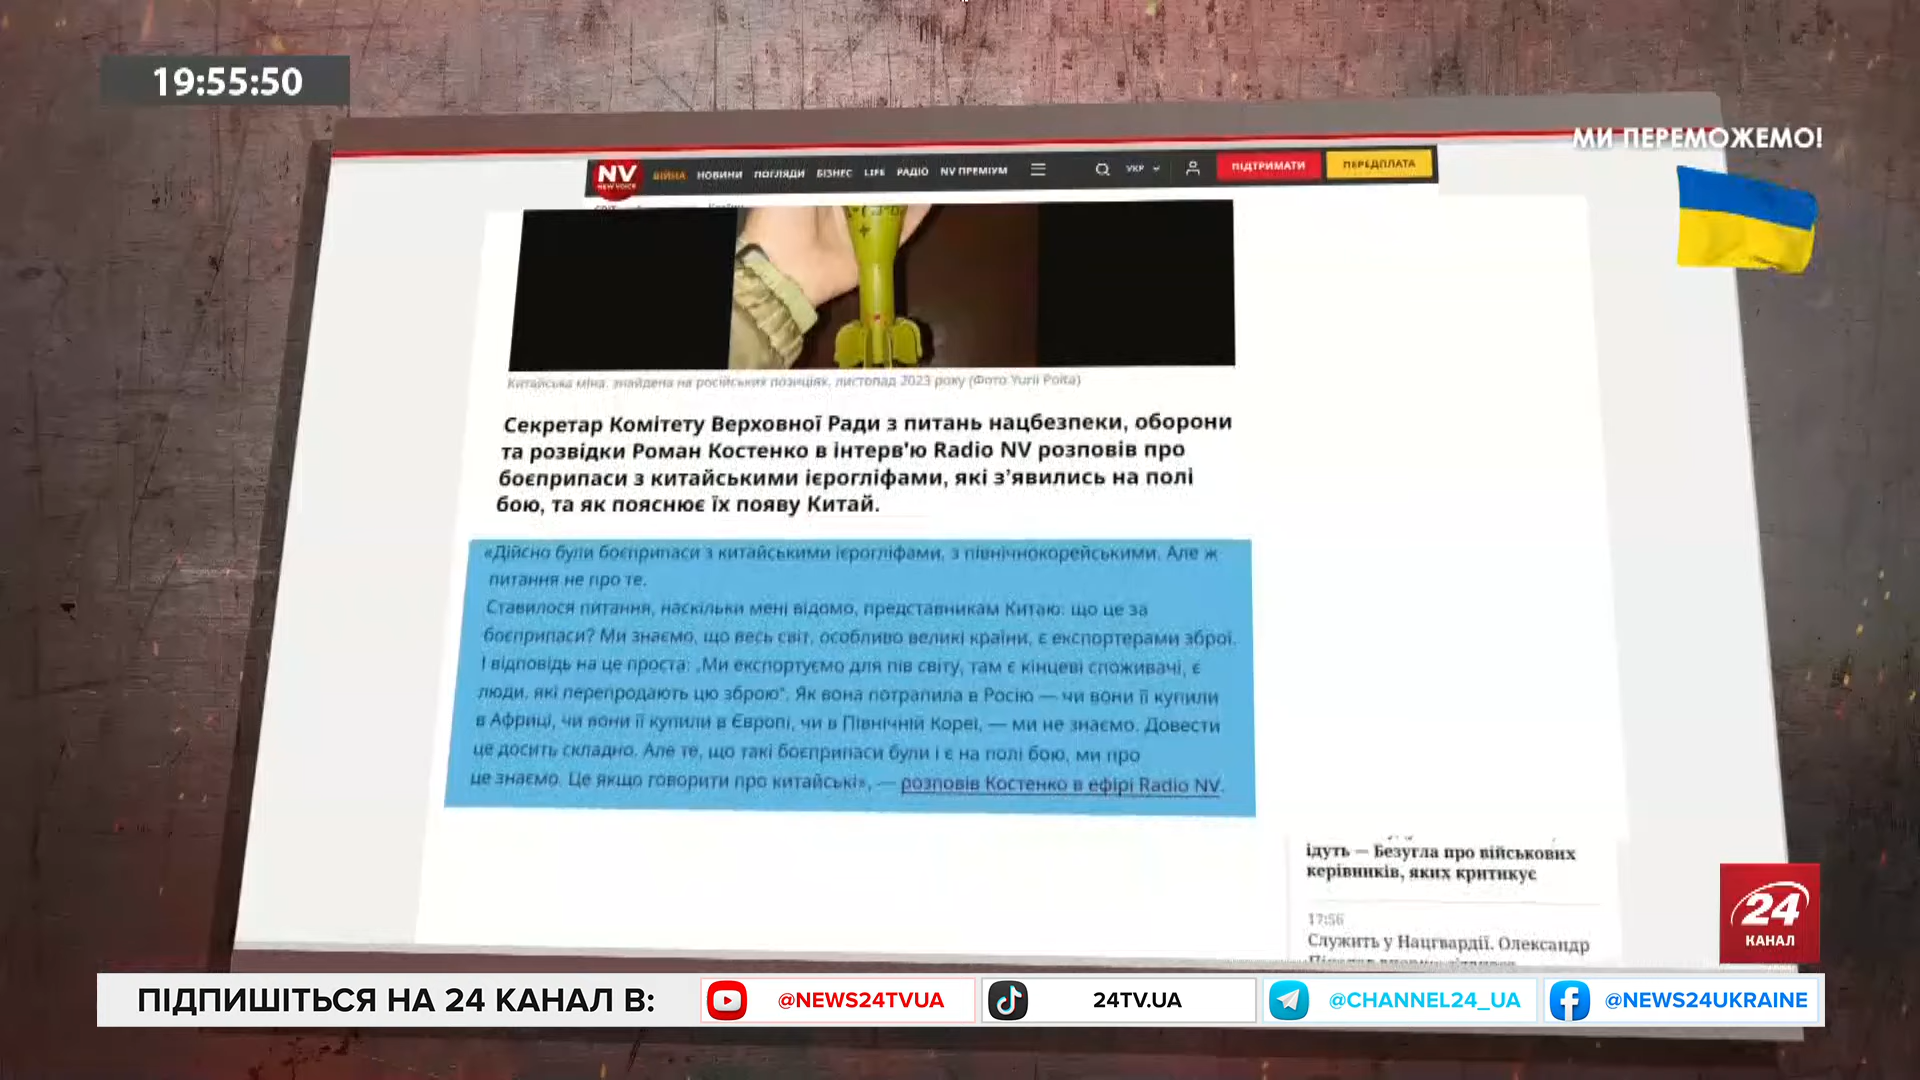 19:55:50
МИ ПЕРЕМОЖЕМО!
NV
NEW VOICE
ВІЙНА НОВИНИ ПОГЛЯДИ БІЗНЕС LIFE РАДІО NV ПРЕМІУМ УКР ПІДТРИМАТИ ПЕРЕДПЛАТА
Китайська міна, знайдена на російських позиціях, листопад 2023 року (Фото: Yurii Poita)
Секретар Комітету Верховної Ради з питань нацбезпеки, оборони
та розвідки Роман Костенко в інтерв'ю Radio NV розповів про
боєприпаси з китайськими ієрогліфами, які з’явились на полі
бою, та як пояснює їх появу Китай.
«Дійсно були боєприпаси з китайськими ієрогліфами, з північнокорейськими. Але ж
питання не про те.
Ставилося питання, наскільки мені відомо, представникам Китаю: що це за
боєприпаси? Ми знаємо, що весь світ, особливо великі країни, є експортерами зброї.
І відповідь на це проста: „Ми експортуємо для пів світу, там є кінцеві споживачі, є
люди, які перепродають цю зброю“. Як вона потрапила в Росію — чи вони її купили
в Африці, чи вони її купили в Європі, чи в Північній Кореї, — ми не знаємо. Довести
це досить складно. Але те, що такі боєприпаси були і є на полі бою, ми про
це знаємо. Це якщо говорити про китайські», — розповів Костенко в ефірі Radio NV.
ідуть — Безугла про військових
керівників, яких критикує
17:56
Служить у Нацгвардії. Олександр
24
КАНАЛ
ПІДПИШІТЬСЯ НА 24 КАНАЛ В: @NEWS24TVUA 24TV.UA @CHANNEL24_UA @NEWS24UKRAINE